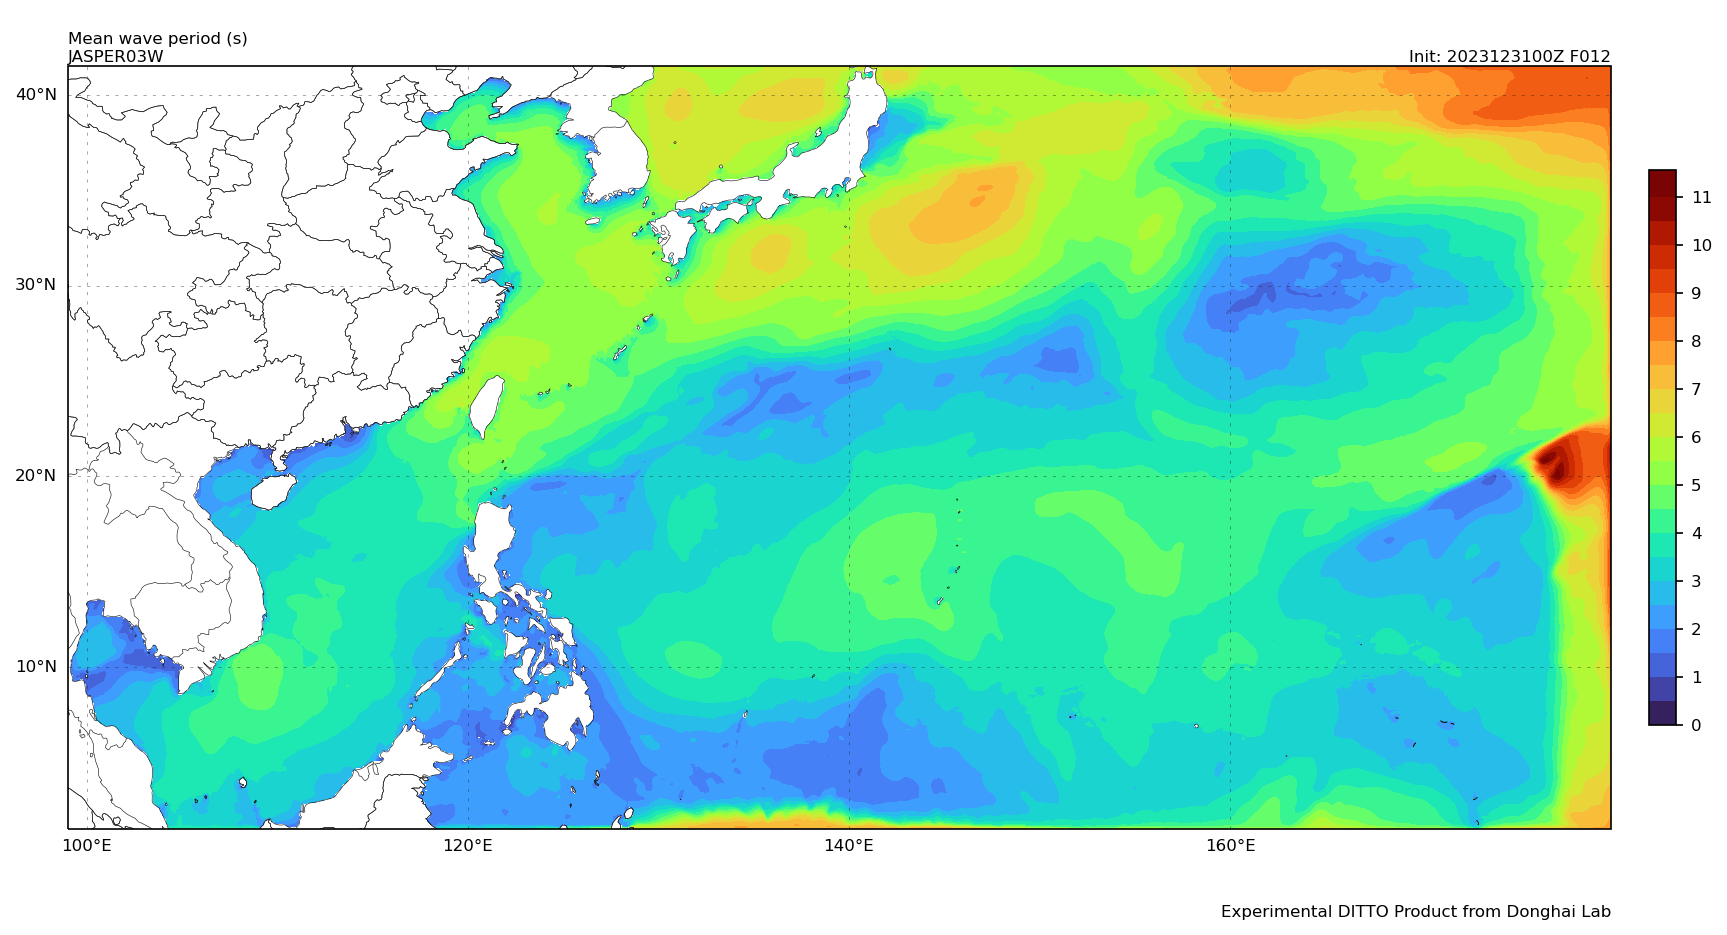 Mean wave period (s)
JASPER03W
Init: 2023123100Z F012
40°N
30°N
20°N
10°N
100°E
120°E
140°E
160°E
11
10
9
8
7
6
5
4
3
2
1
0
Experimental DITTO Product from Donghai Lab